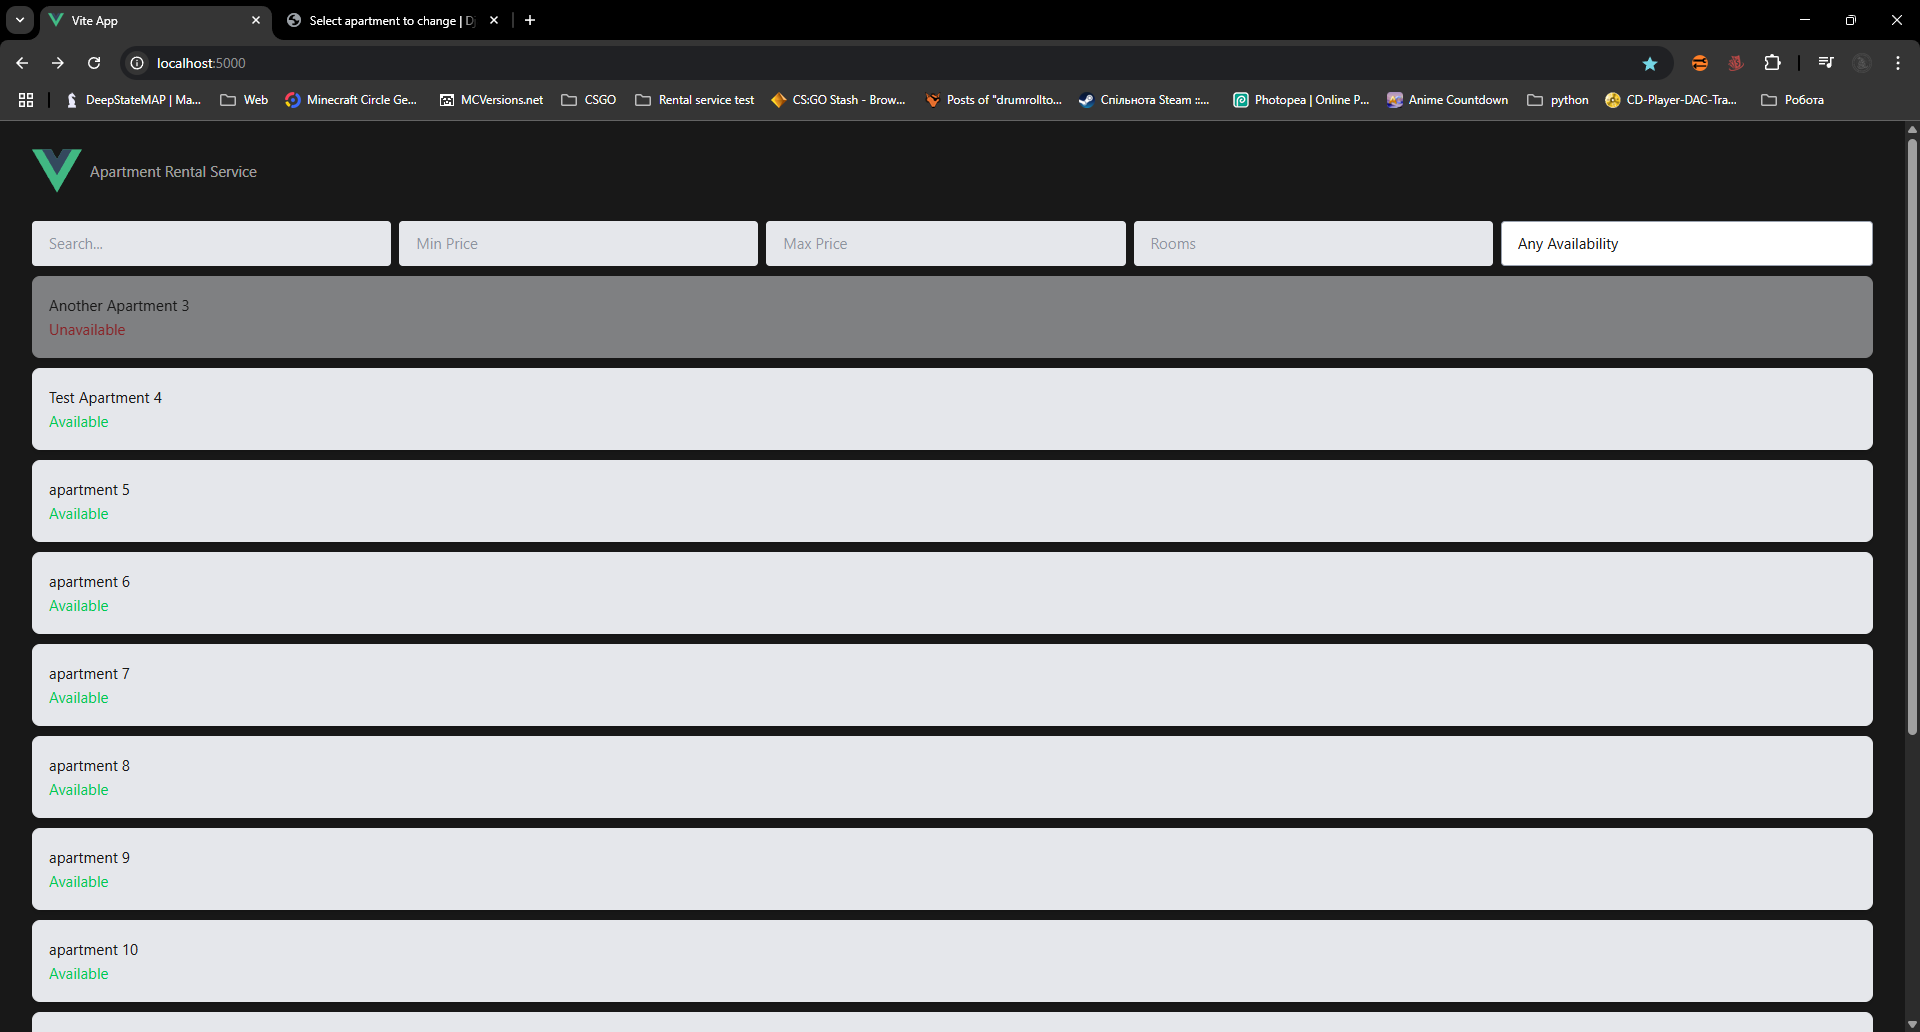 Vite App
Select apartment to change | Dj
localhost:5000
DeepStateMAP | Ma... Web Minecraft Circle Ge... MCVersions.net CSGO Rental service test CS:GO Stash - Brow... Posts of "drumrollto... Спільнота Steam ::... Photopea | Online P... Anime Countdown python CD-Player-DAC-Tra... Робота
Apartment Rental Service
Search... Min Price Max Price Rooms Any Availability
Another Apartment 3
Unavailable
Test Apartment 4
Available
apartment 5
Available
apartment 6
Available
apartment 7
Available
apartment 8
Available
apartment 9
Available
apartment 10
Available